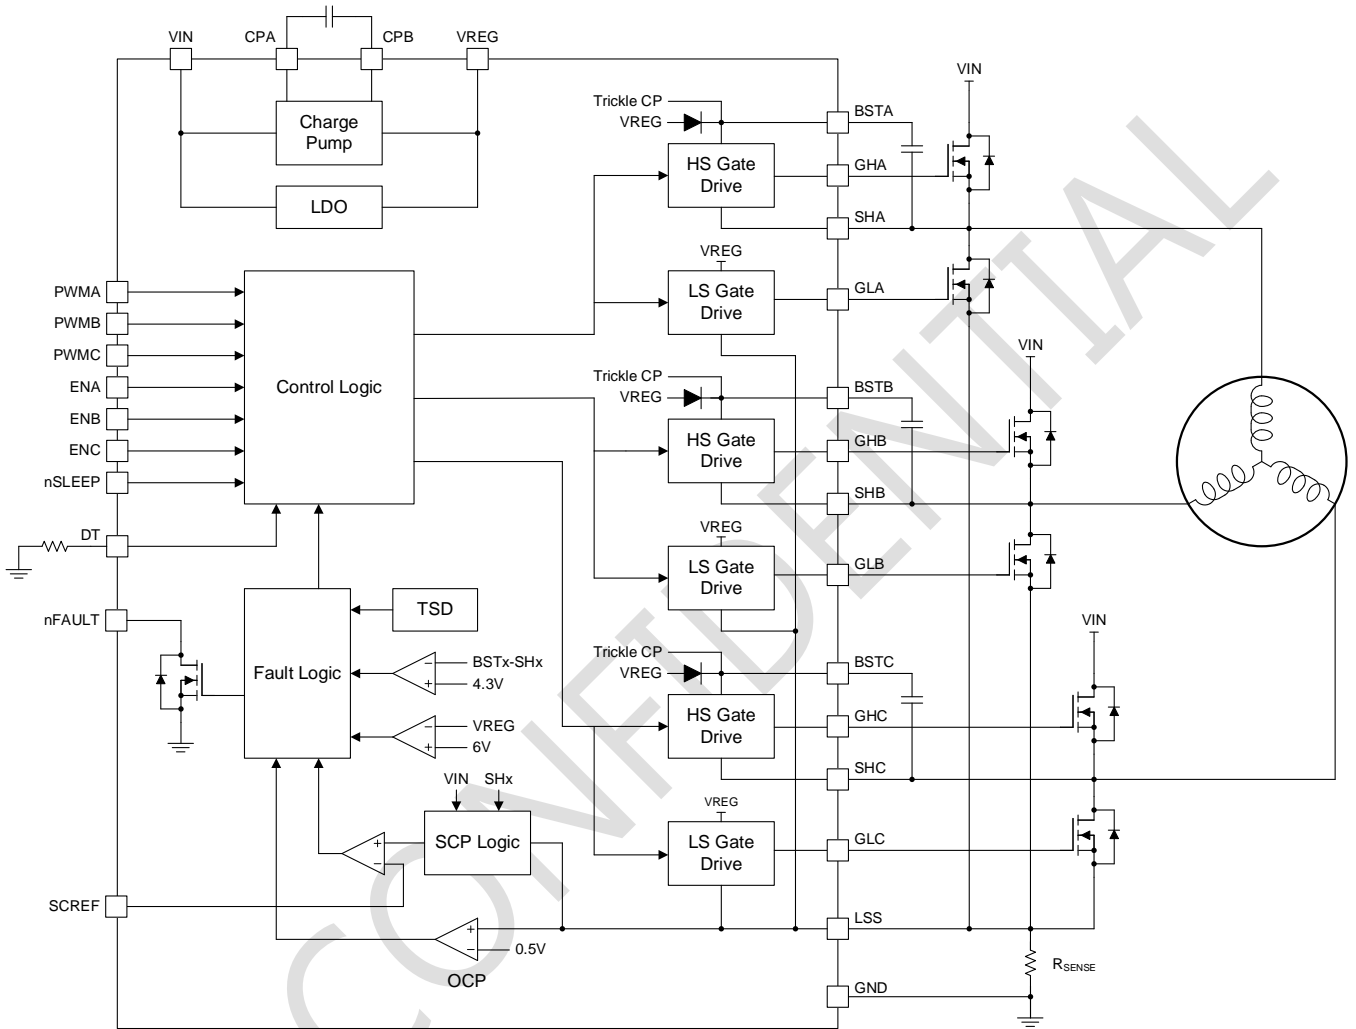 VIN
CPA
CPB
VREG
Charge
Pump
LDO
VIN
Trickle CP
VREG
BSTA
HS Gate
Drive
GHA
SHA
VREG
LS Gate
Drive
GLA
PWMA
PWMB
PWMC
ENA
ENB
ENC
nSLEEP
DT
Control Logic
VIN
Trickle CP
VREG
BSTB
HS Gate
Drive
GHB
SHB
VREG
LS Gate
Drive
GLB
nFAULT
Fault Logic
TSD
BSTx-SHx
4.3V
VREG
6V
VIN
Trickle CP
VREG
BSTC
HS Gate
Drive
GHC
SHC
VIN
SHx
SCP Logic
VREG
LS Gate
Drive
GLC
SCREF
+
−
0.5V
OCP
LSS
RSENSE
GND
CONFIDENTIAL